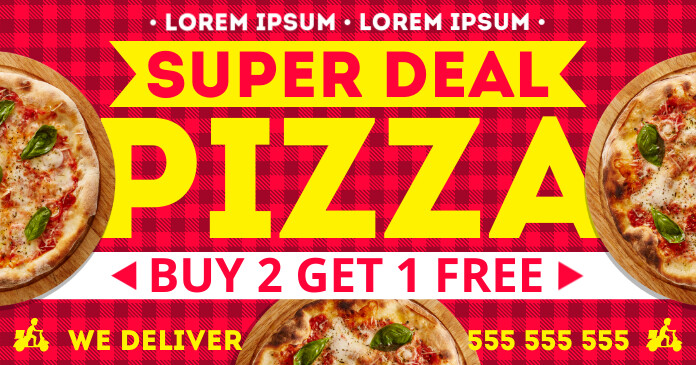 • LOREM IPSUM • LOREM IPSUM •
SUPER DEAL
PIZZA
BUY 2 GET 1 FREE
WE DELIVER 555 555 555